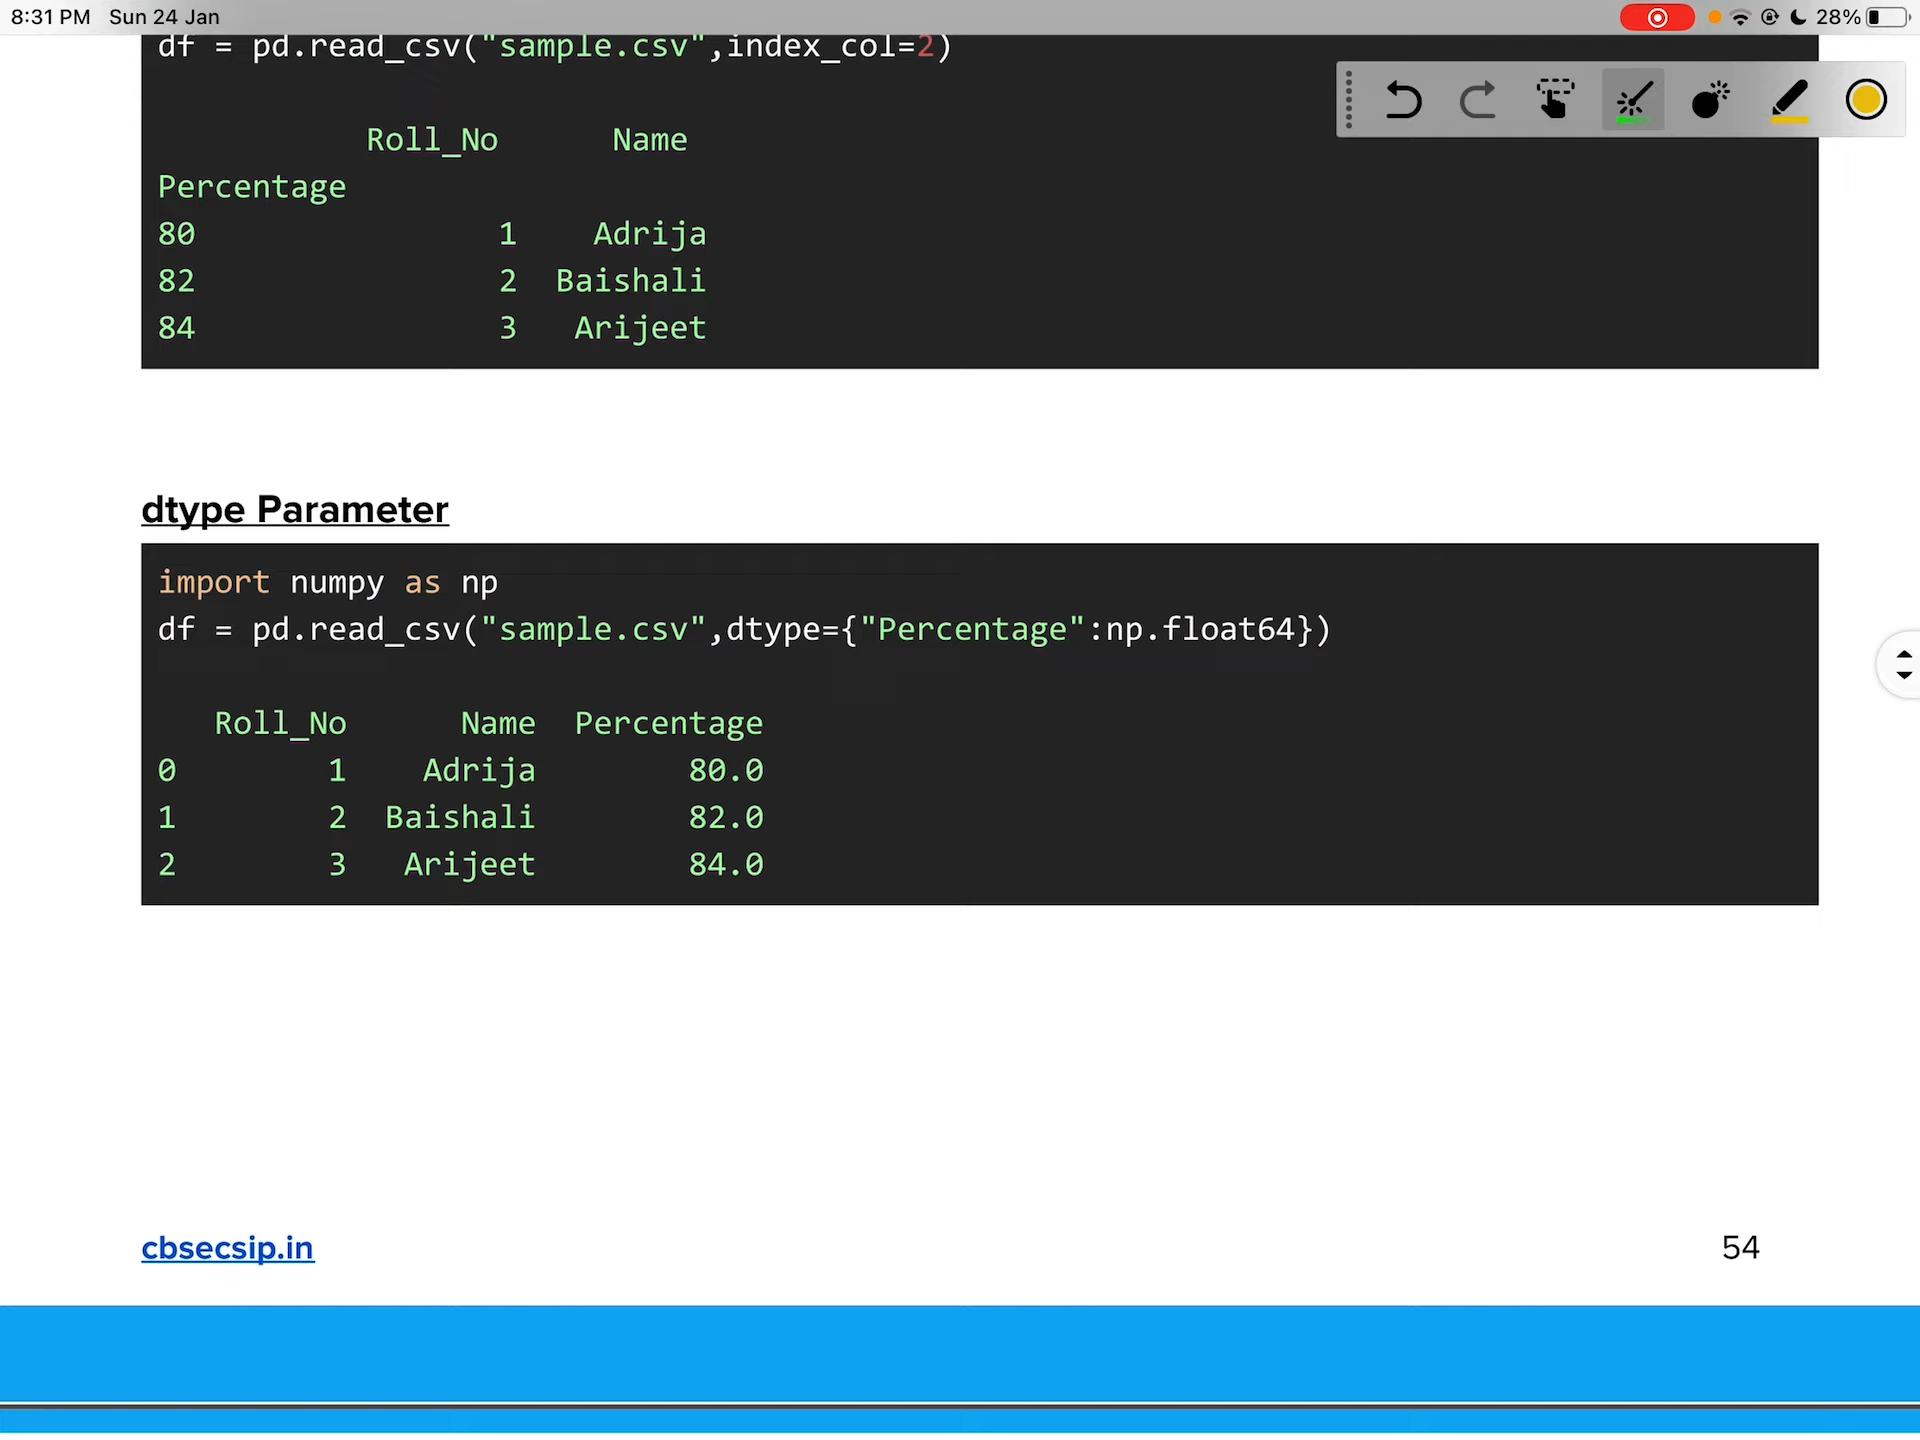 8:31 PM Sun 24 Jan 28%
df = pd.read_csv("sample.csv",index_col=2)
Roll_No Name
Percentage
80 1 Adrija
82 2 Baishali
84 3 Arijeet
dtype Parameter
import numpy as np
df = pd.read_csv("sample.csv",dtype={"Percentage":np.float64})
Roll_No Name Percentage
0 1 Adrija 80.0
1 2 Baishali 82.0
2 3 Arijeet 84.0
cbsecsip.in 54